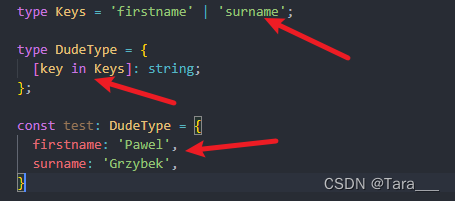 type Keys = 'firstname' | 'surname';
type DudeType = {
[key in Keys]: string;
};
const test: DudeType = {
firstname: 'Pawel',
surname: 'Grzybek',
}
CSDN @Tara___